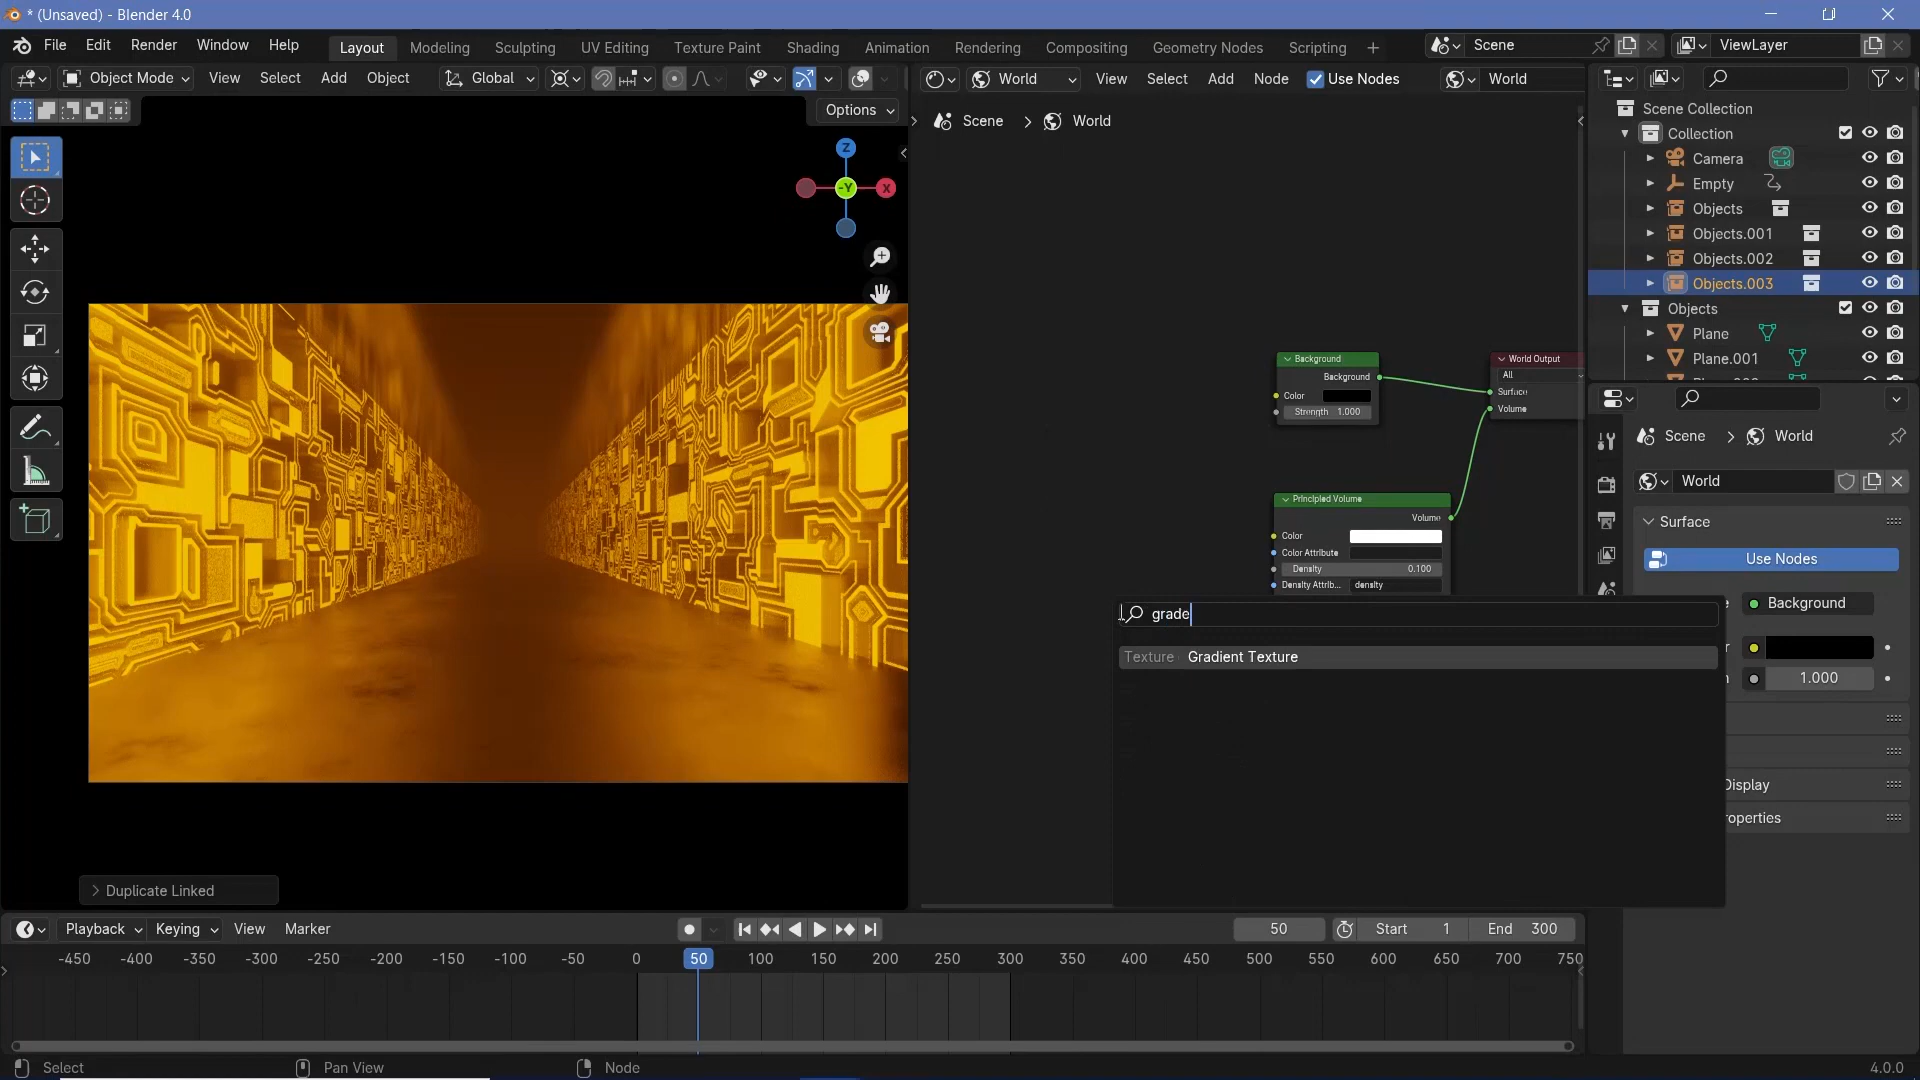 * (Unsaved) - Blender 4.0
File Edit Render Window Help
Layout Modeling Sculpting UV Editing Texture Paint Shading Animation Rendering Compositing Geometry Nodes Scripting +
Scene
ViewLayer
Object Mode View Select Add Object Global
World View Select Add Node Use Nodes World
Options
Scene > World
Z
-Y
X
Scene Collection
Collection
Camera
Empty
Objects
Objects.001
Objects.002
Objects.003
Objects
Plane
Plane.001
Background
Background
Color
Strength 1.000
World Output
All
Surface
Volume
Principled Volume
Volume
Color
Color Attribute
Density 0.100
Density Attrib... density
grade
Texture Gradient Texture
Scene > World
World
Surface
Use Nodes
Background
1.000
Display
roperties
Duplicate Linked
Playback Keying View Marker
50
Start 1
End 300
-450 -400 -350 -300 -250 -200 -150 -100 -50 0 50 100 150 200 250 300 350 400 450 500 550 600 650 700 750
Select
Pan View
Node
4.0.0